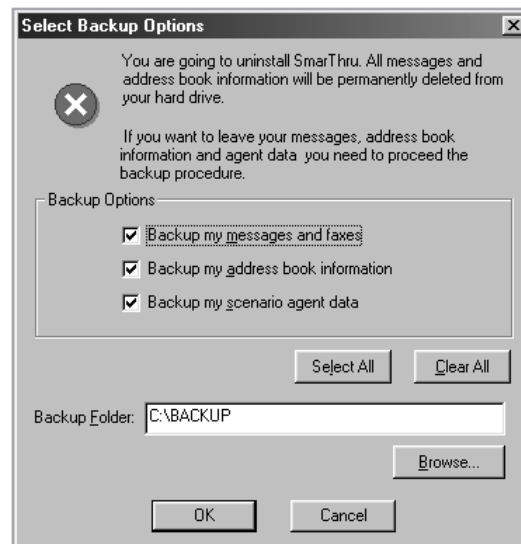 Select Backup Options
You are going to uninstall SmarThru. All messages and
address book information will be permanently deleted from
your hard drive.
If you want to leave your messages, address book
information and agent data you need to proceed the
backup procedure.
Backup Options
Backup my messages and faxes
Backup my address book information
Backup my scenario agent data
Select All
Clear All
Backup Folder: C:\BACKUP
Browse...
OK
Cancel